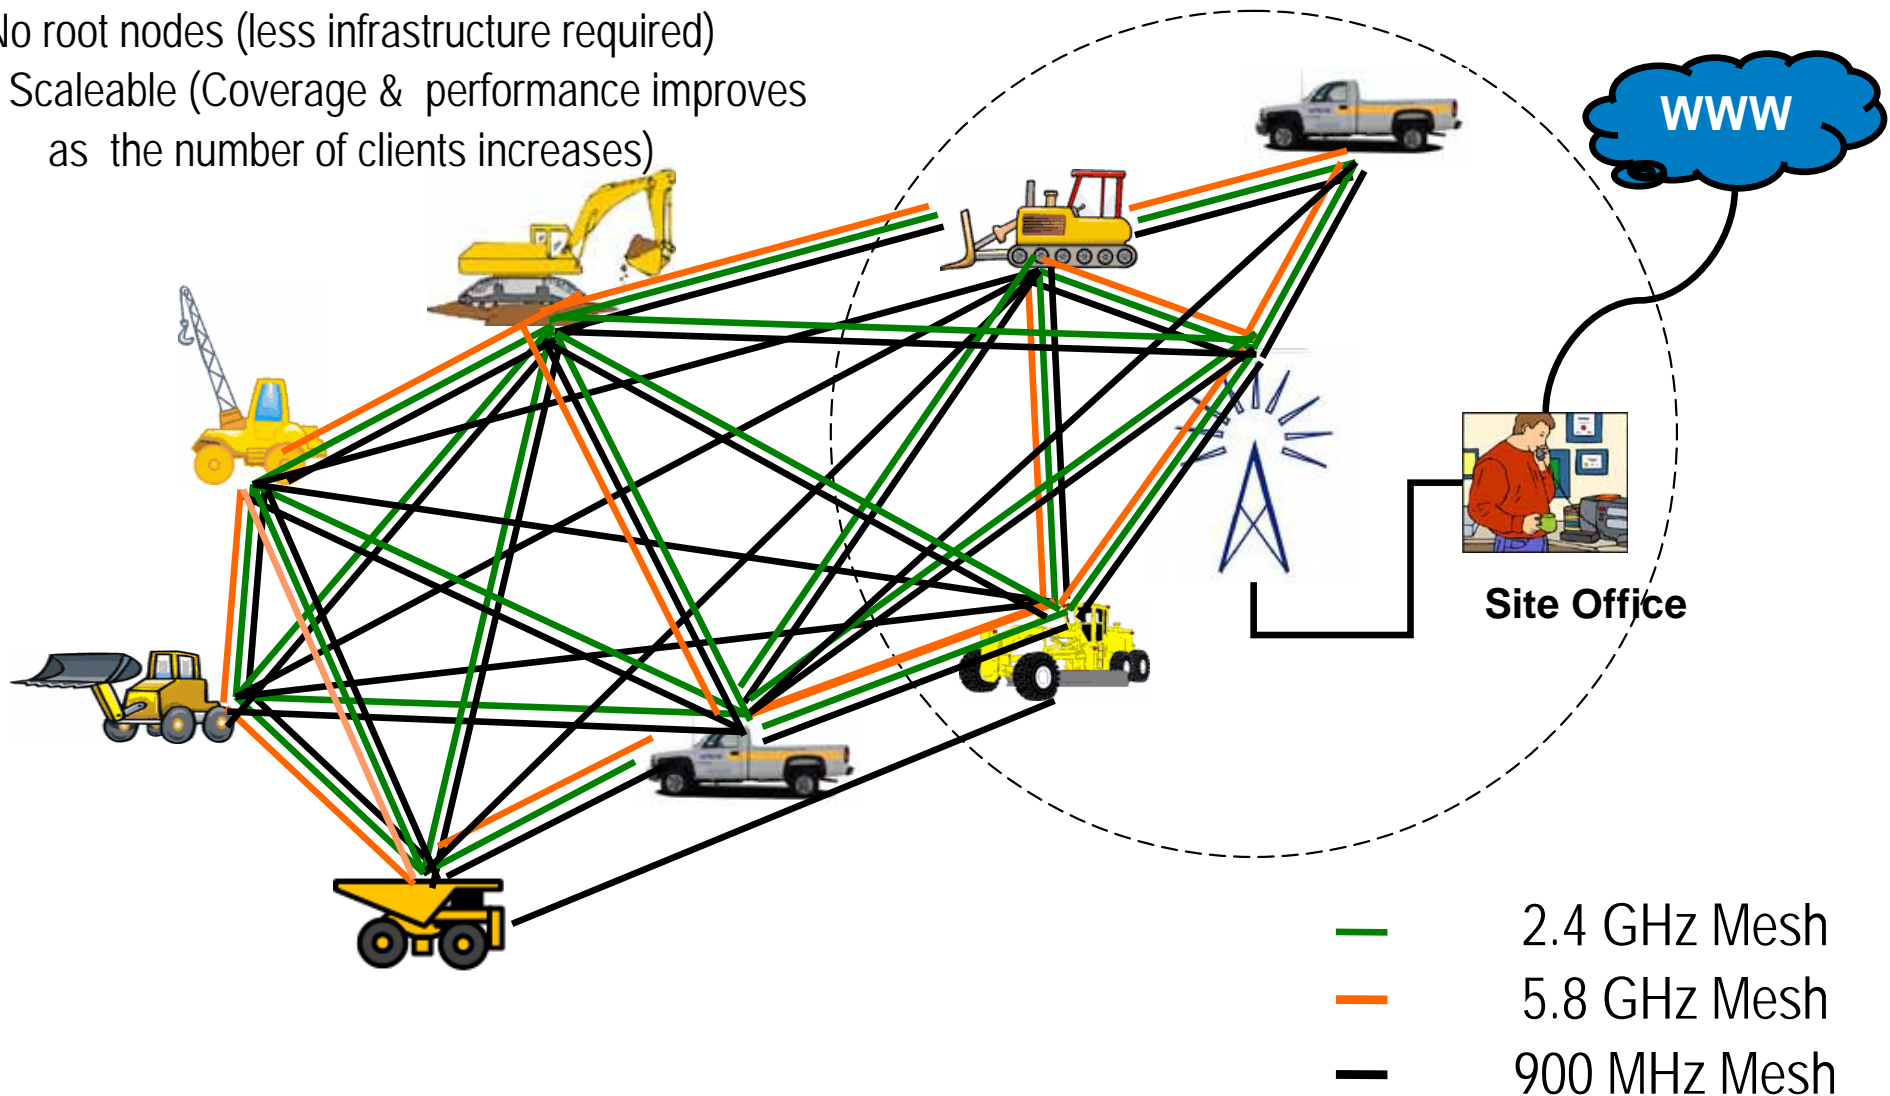 No root nodes (less infrastructure required)
Scaleable (Coverage & performance improves
as the number of clients increases)
WWW
Site Office
2.4 GHz Mesh
5.8 GHz Mesh
900 MHz Mesh